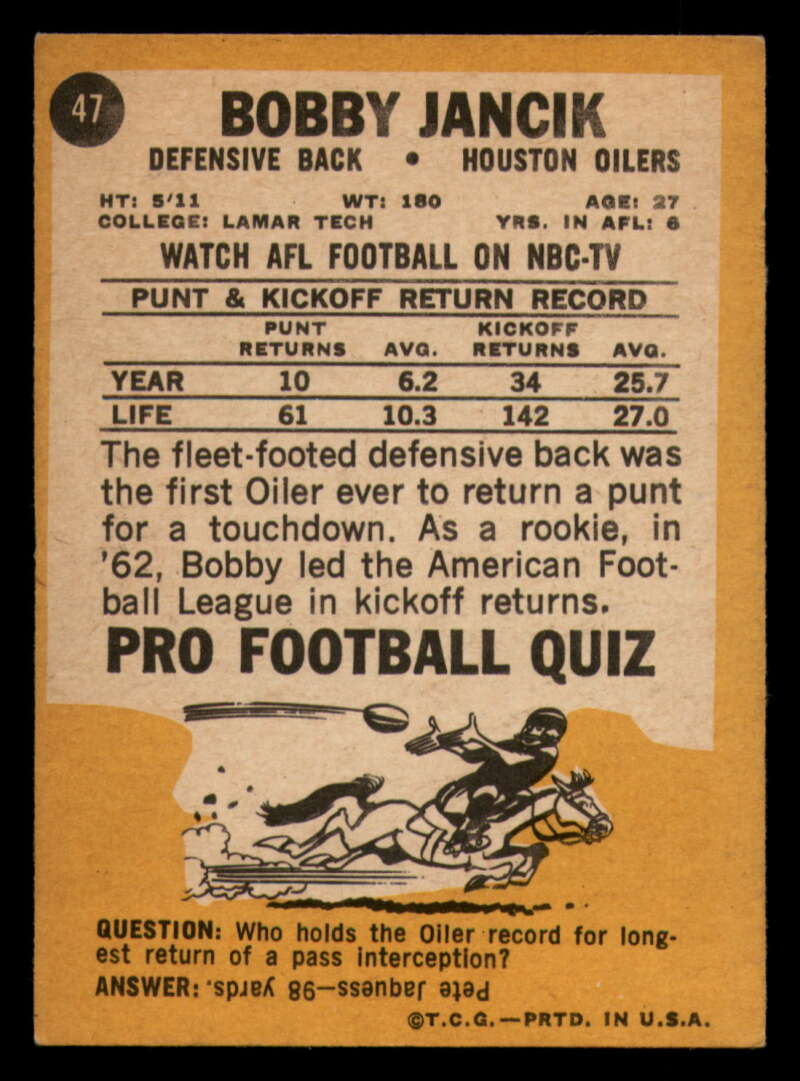 47
BOBBY JANCIK
DEFENSIVE BACK • HOUSTON OILERS
HT: 5'11 WT: 180 AGE: 27
COLLEGE: LAMAR TECH YRS. IN AFL: 6
WATCH AFL FOOTBALL ON NBC-TV
PUNT & KICKOFF RETURN RECORD
PUNT RETURNS AVG. KICKOFF RETURNS AVG.
YEAR 10 6.2 34 25.7
LIFE 61 10.3 142 27.0
The fleet-footed defensive back was
the first Oiler ever to return a punt
for a touchdown. As a rookie, in
'62, Bobby led the American Foot-
ball League in kickoff returns.
PRO FOOTBALL QUIZ
QUESTION: Who holds the Oiler record for long-
est return of a pass interception?
ANSWER: Pete Jaquess—98 yards.
©T.C.G.—PRTD. IN U.S.A.